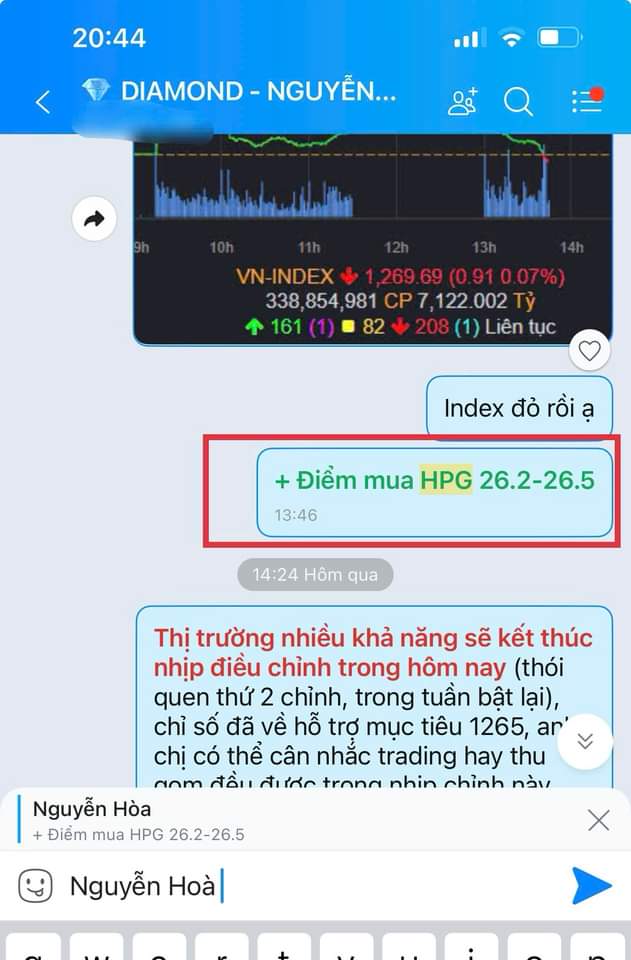 20:44
DIAMOND - NGUYỄN...
9h 10h 11h 12h 13h 14h
VN-INDEX 1,269.69 (0.91 0.07%)
338,854,981 CP 7,122.002 Tỷ
161 (1) 82 208 (1) Liên tục
Index đỏ rồi ạ
+ Điểm mua HPG 26.2-26.5
13:46
14:24 Hôm qua
Thị trường nhiều khả năng sẽ kết thúc
nhịp điều chỉnh trong hôm nay (thói
quen thứ 2 chỉnh, trong tuần bật lại),
chỉ số đã về hỗ trợ mục tiêu 1265,
chị có thể cân nhắc trading hay thu
gom đều được trong nhịp chỉnh này
Nguyễn Hòa
+ Điểm mua HPG 26.2-26.5
Nguyễn Hoà